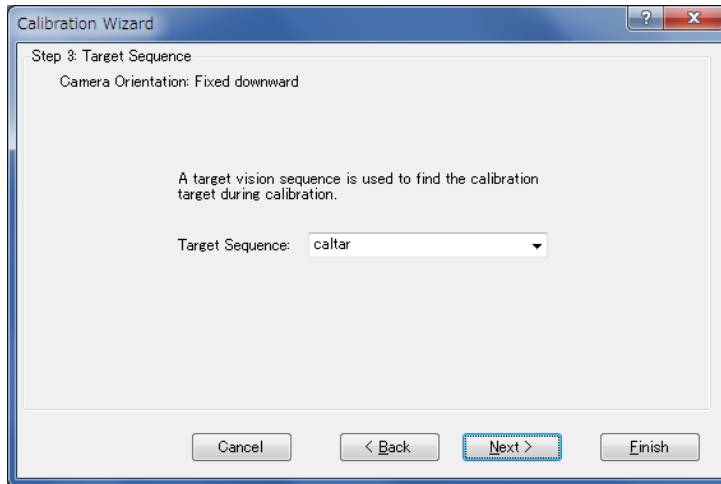 Calibration Wizard
?
X
Step 3: Target Sequence
Camera Orientation: Fixed downward
A target vision sequence is used to find the calibration
target during calibration.
Target Sequence: caltar
Cancel < Back Next > Finish